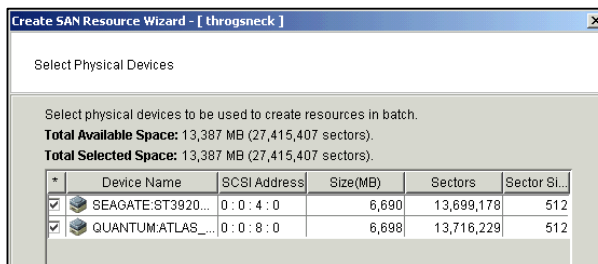 Create SAN Resource Wizard - [ throgsneck ]
Select Physical Devices
Select physical devices to be used to create resources in batch.
Total Available Space: 13,387 MB (27,415,407 sectors).
Total Selected Space: 13,387 MB (27,415,407 sectors).
* Device Name SCSI Address Size(MB) Sectors Sector Si...
SEAGATE:ST3920... 0 : 0 : 4 : 0 6,690 13,699,178 512
QUANTUM:ATLAS_... 0 : 0 : 8 : 0 6,698 13,716,229 512